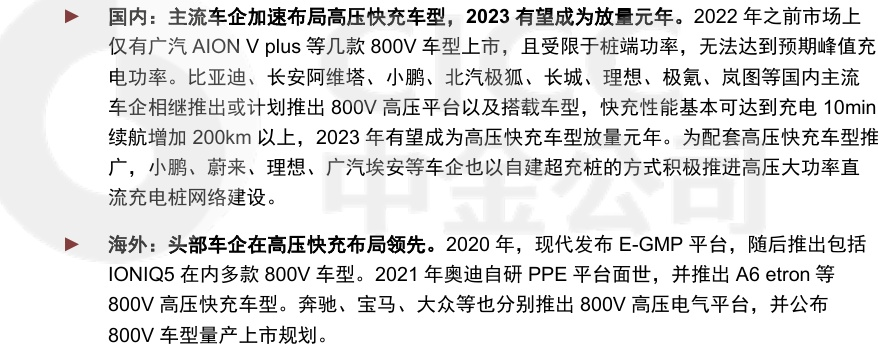 ► 国内：主流车企加速布局高压快充车型，2023 有望成为放量元年。2022 年之前市场上
仅有广汽 AION V plus 等几款 800V 车型上市，且受限于桩端功率，无法达到预期峰值充
电功率。比亚迪、长安阿维塔、小鹏、北汽极狐、长城、理想、极氪、岚图等国内主流
车企相继推出或计划推出 800V 高压平台以及搭载车型，快充性能基本可达到充电 10min
续航增加 200km 以上，2023 年有望成为高压快充车型放量元年。为配套高压快充车型推
广，小鹏、蔚来、理想、广汽埃安等车企也以自建超充桩的方式积极推进高压大功率直
流充电桩网络建设。
► 海外：头部车企在高压快充布局领先。2020 年，现代发布 E-GMP 平台，随后推出包括
IONIQ5 在内多款 800V 车型。2021 年奥迪自研 PPE 平台面世，并推出 A6 etron 等
800V 高压快充车型。奔驰、宝马、大众等也分别推出 800V 高压电气平台，并公布
800V 车型量产上市规划。
CICC
中金公司